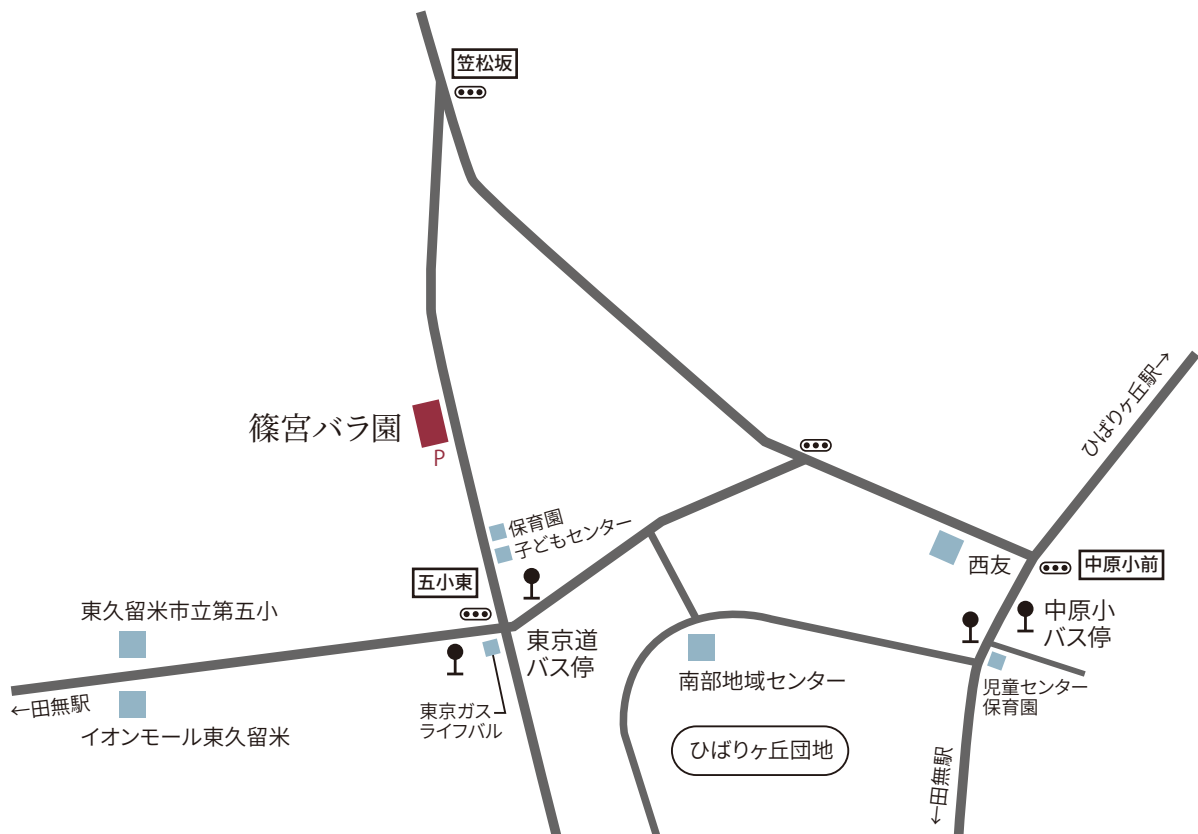 笠松坂
ひばりヶ丘駅→
篠宮バラ園
P
保育園
子どもセンター
西友
中原小前
五小東
東久留米市立第五小
東京道
バス停
中原小
バス停
南部地域センター
児童センター
保育園
←田無駅
東京ガス
ライフバル
イオンモール東久留米
ひばりヶ丘団地
←田無駅